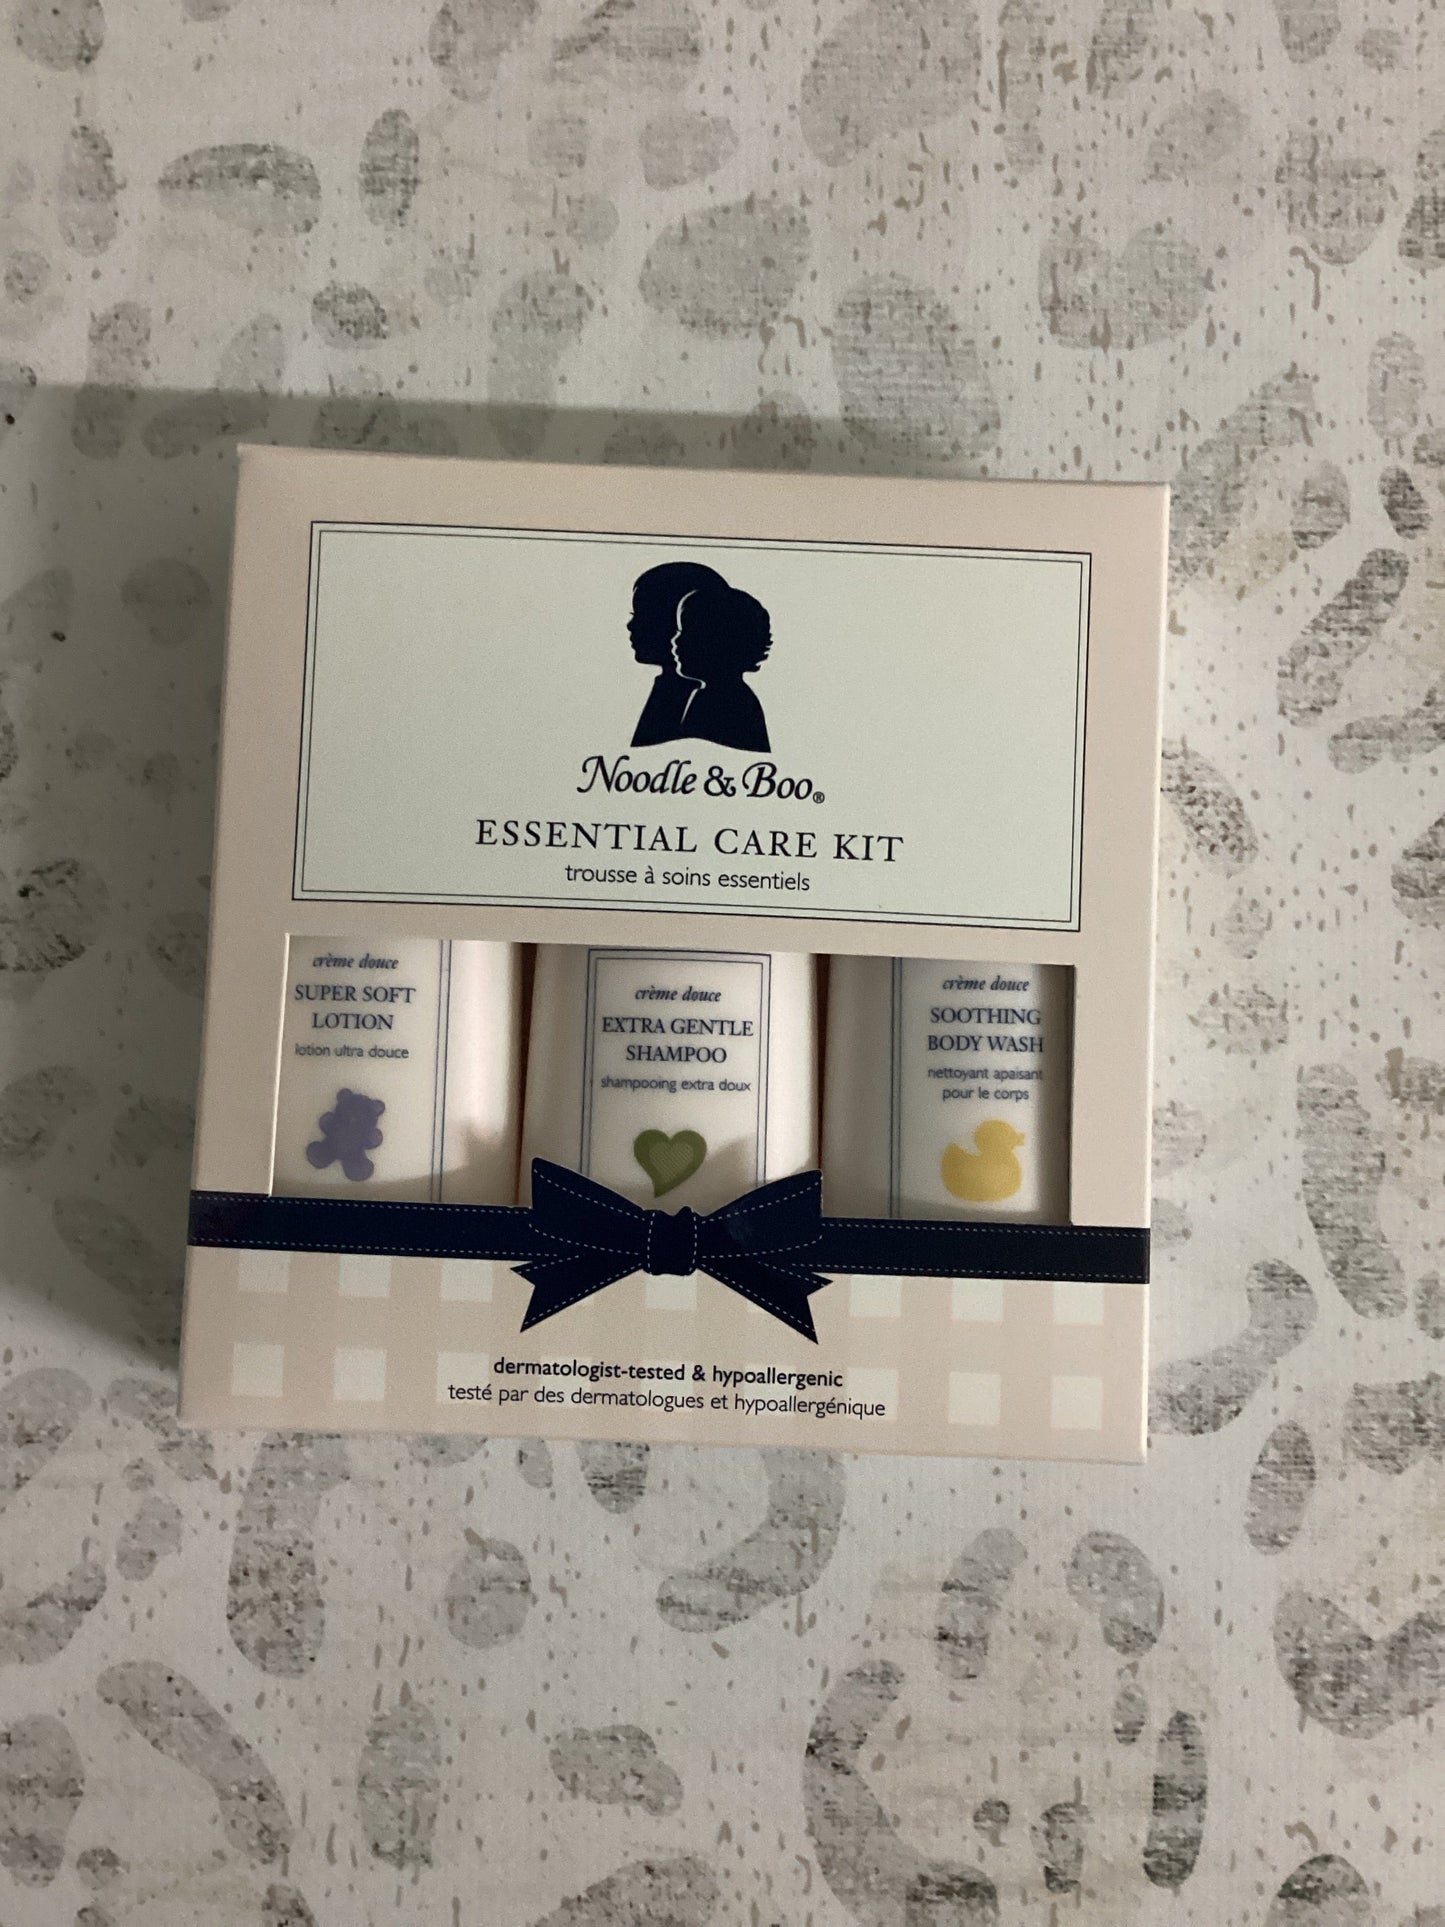 Noodle & Boo®
ESSENTIAL CARE KIT
trousse à soins essentiels
crème douce
SUPER SOFT
LOTION
lotion ultra douce
crème douce
EXTRA GENTLE
SHAMPOO
shampooing extra doux
crème douce
SOOTHING
BODY WASH
nettoyant apaisant
pour le corps
dermatologist-tested & hypoallergenic
testé par des dermatologues et hypoallergénique